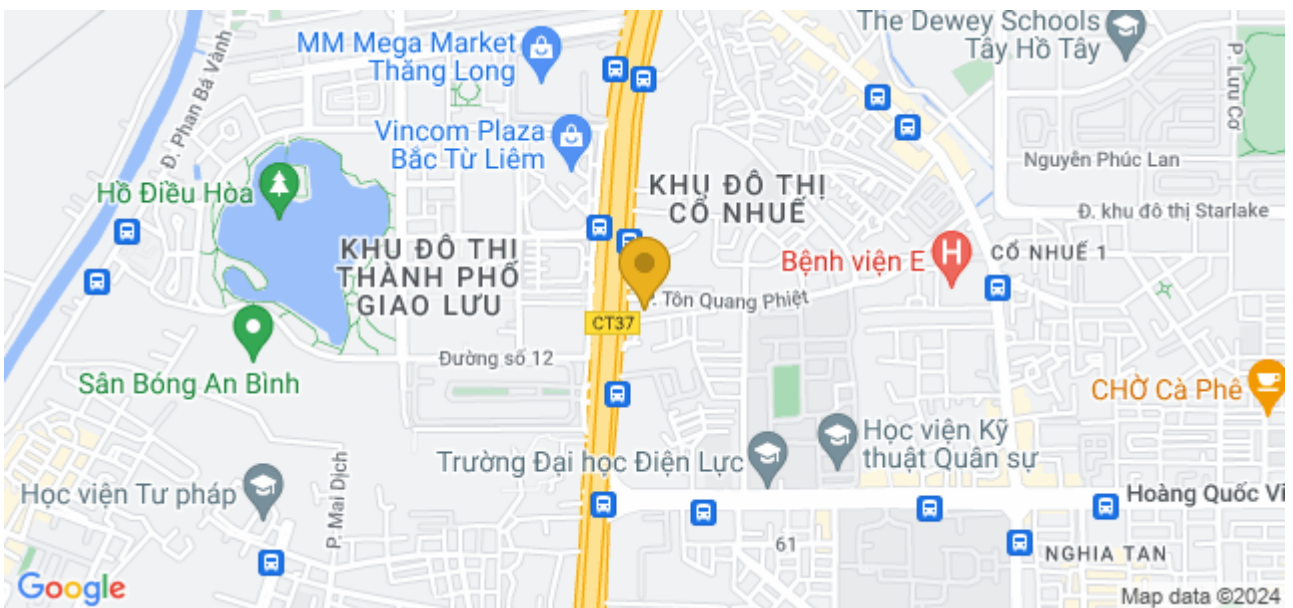 The Dewey Schools
Tây Hồ Tây
MM Mega Market
Thăng Long
P. Lưu Cơ
Đ. Phan Bá Vành
Vincom Plaza
Bắc Từ Liêm
Nguyễn Phúc Lan
KHU ĐÔ THỊ
CỔ NHUẾ
Hồ Điều Hòa
Đ. khu đô thị Starlake
KHU ĐÔ THỊ
THÀNH PHỐ
GIAO LƯU
Bệnh viện E
H
CỔ NHUẾ 1
P. Tôn Quang Phiệt
CT37
Đường số 12
Sân Bóng An Bình
CHỜ Cà Phê
Học viện Kỹ
thuật Quân sự
Trường Đại học Điện Lực
Học viện Tư pháp
P. Mai Dịch
Hoàng Quốc Vi
61
NGHIA TAN
Google
Map data ©2024